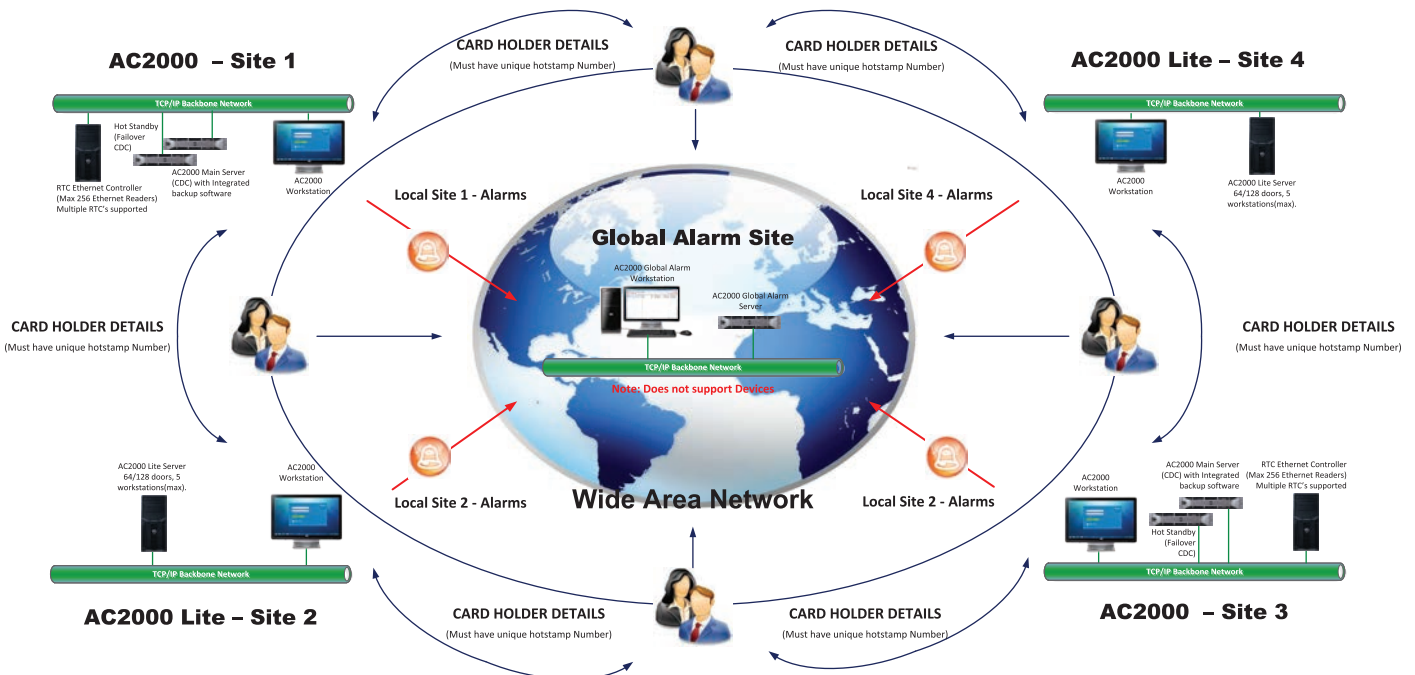 CARD HOLDER DETAILS
(Must have unique hotstamp Number)
CARD HOLDER DETAILS
(Must have unique hotstamp Number)
AC2000 – Site 1
TCP/IP Backbone Network
Hot Standby
(Failover
CDC)
RTC Ethernet Controller
(Max 256 Ethernet Readers)
Multiple RTC's supported
AC2000 Main Server
(CDC) with Integrated
backup software
AC2000
Workstation
AC2000 Lite – Site 4
TCP/IP Backbone Network
AC2000
Workstation
AC2000 Lite Server
64/128 doors, 5
workstations(max).
Local Site 1 - Alarms
Local Site 4 - Alarms
Global Alarm Site
AC2000 Global Alarm
Workstation
AC2000 Global Alarm
Server
TCP/IP Backbone Network
Note: Does not support Devices
CARD HOLDER DETAILS
(Must have unique hotstamp Number)
CARD HOLDER DETAILS
(Must have unique hotstamp Number)
Local Site 2 - Alarms
Wide Area Network
Local Site 2 - Alarms
AC2000 Lite Server
64/128 doors, 5
workstations(max).
AC2000
Workstation
TCP/IP Backbone Network
AC2000 Lite – Site 2
AC2000
Workstation
AC2000 Main Server
(CDC) with Integrated
backup software
RTC Ethernet Controller
(Max 256 Ethernet Readers)
Multiple RTC's supported
Hot Standby
(Failover
CDC)
TCP/IP Backbone Network
AC2000 – Site 3
CARD HOLDER DETAILS
(Must have unique hotstamp Number)
CARD HOLDER DETAILS
(Must have unique hotstamp Number)